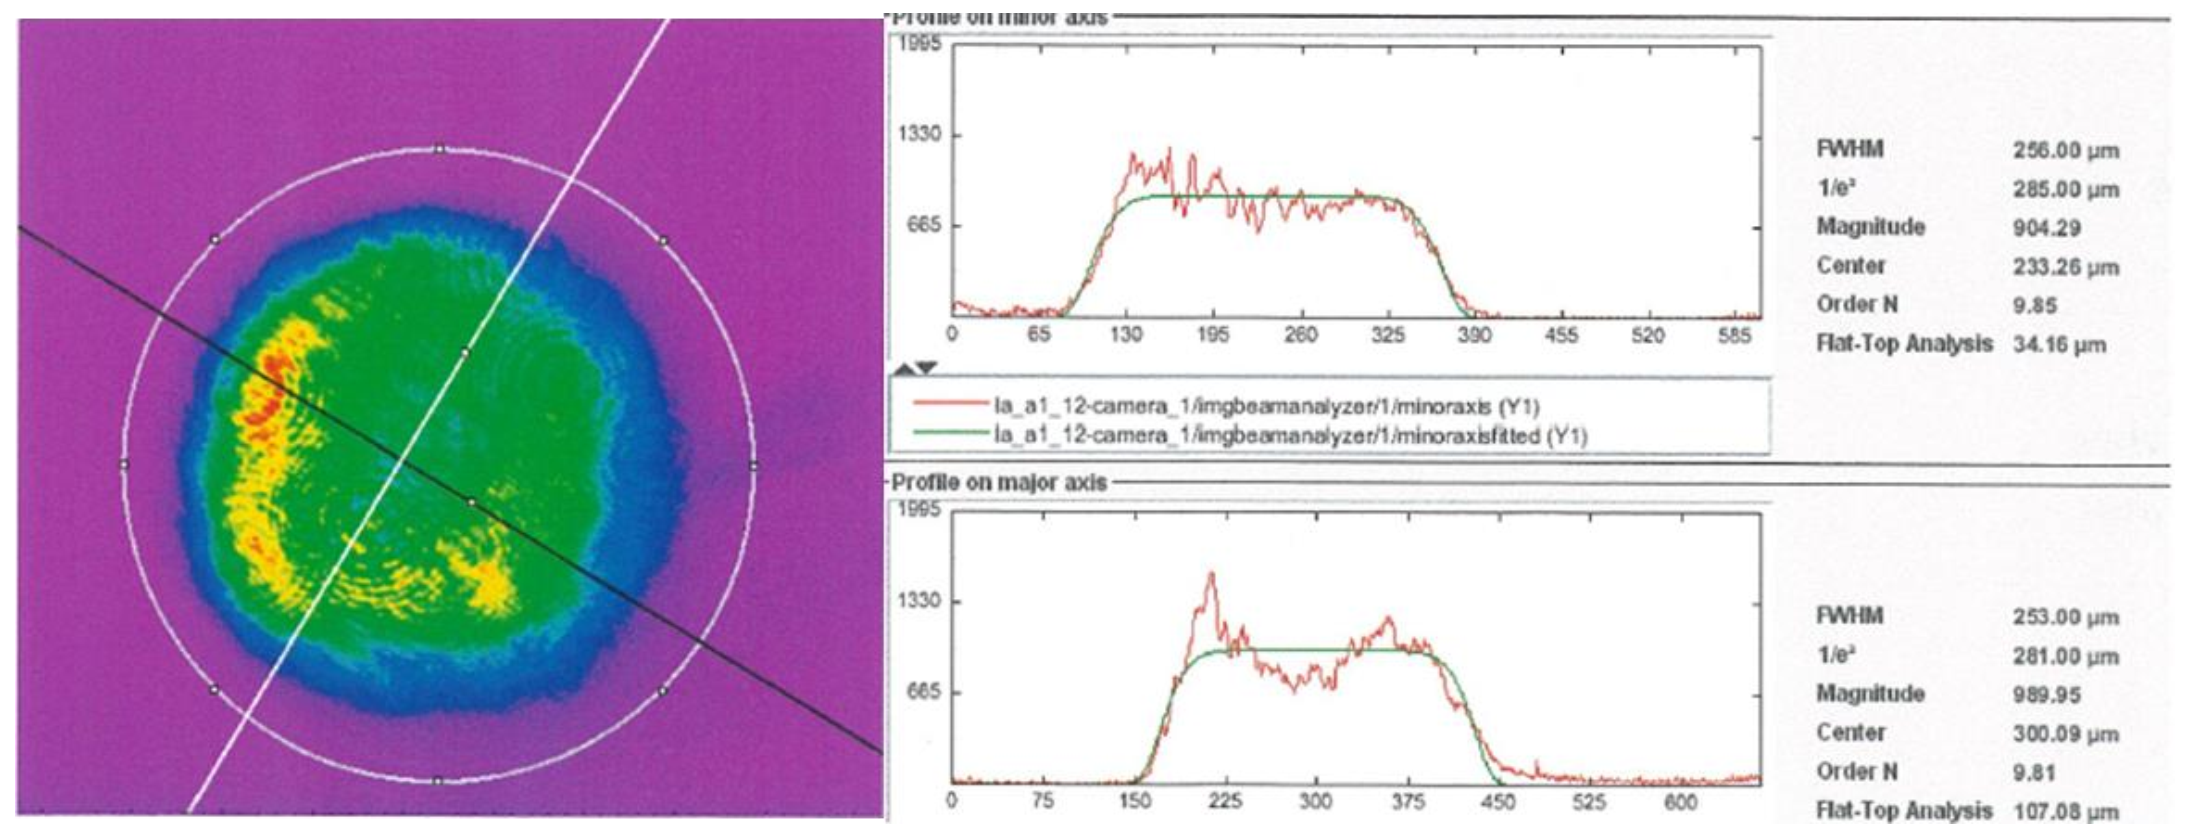 Profile on minor axis
1995
1330
665
0 65 130 195 260 325 390 455 520 585
FWHM 256.00 µm
1/e² 285.00 µm
Magnitude 904.29
Center 233.26 µm
Order N 9.85
Flat-Top Analysis 34.16 µm
la_a1_12-camera_1/imgbeamanalyzer/1/minoraxis (Y1)
la_a1_12-camera_1/imgbeamanalyzer/1/minoraxisfitted (Y1)
Profile on major axis
1995
1330
665
0 75 150 225 300 375 450 525 600
FWHM 253.00 µm
1/e² 281.00 µm
Magnitude 989.95
Center 300.09 µm
Order N 9.81
Flat-Top Analysis 107.08 µm